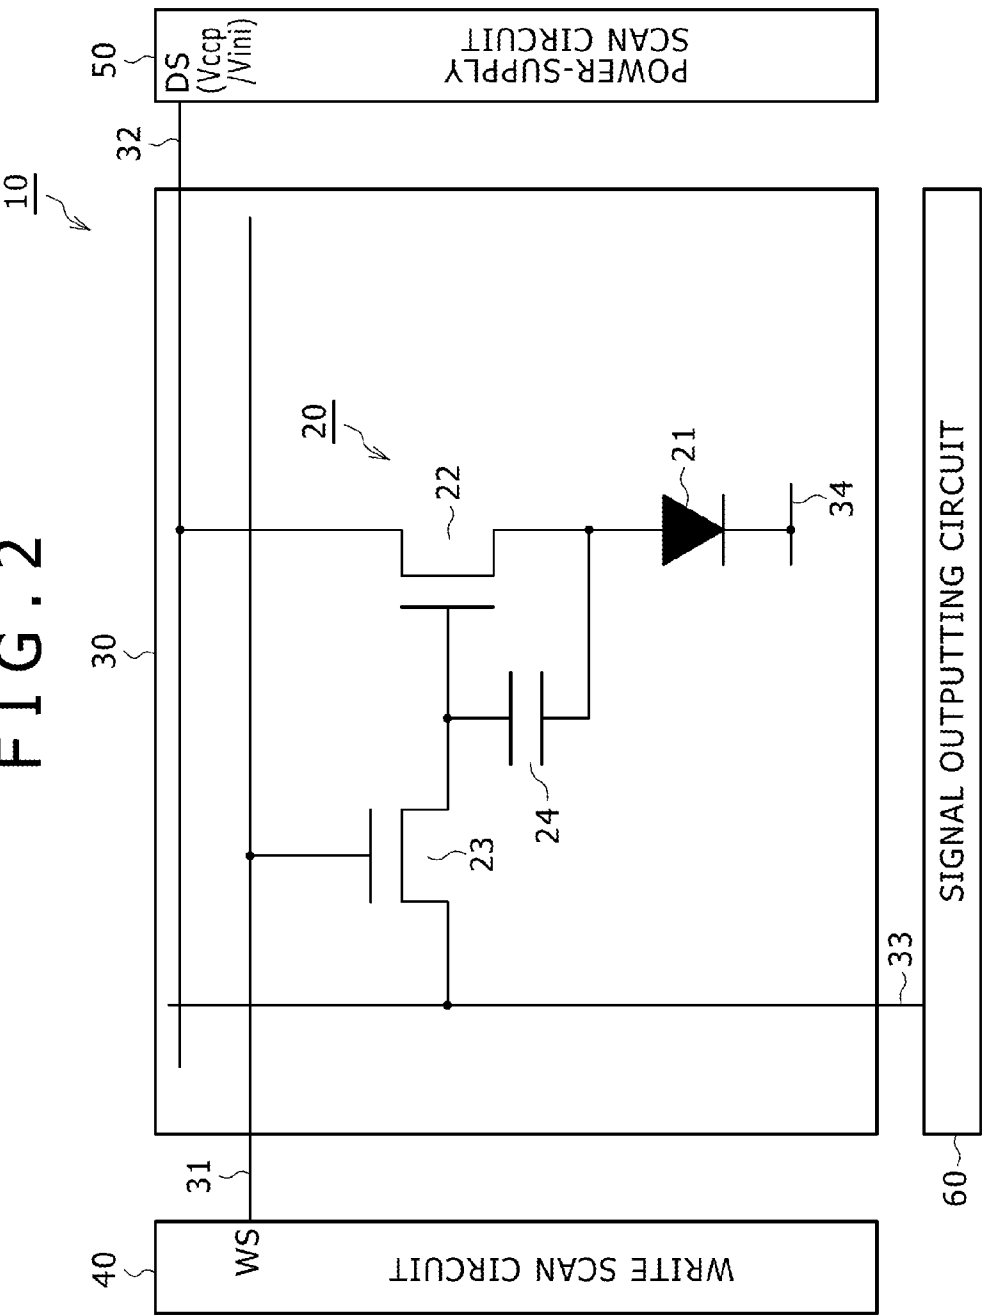 FIG. 2
10
30
32
50
DS
(Vccp
/Vini)
POWER-SUPPLY
SCAN CIRCUIT
20
22
21
34
23
24
31
40
WS
WRITE SCAN CIRCUIT
33
60
SIGNAL OUTPUTTING CIRCUIT